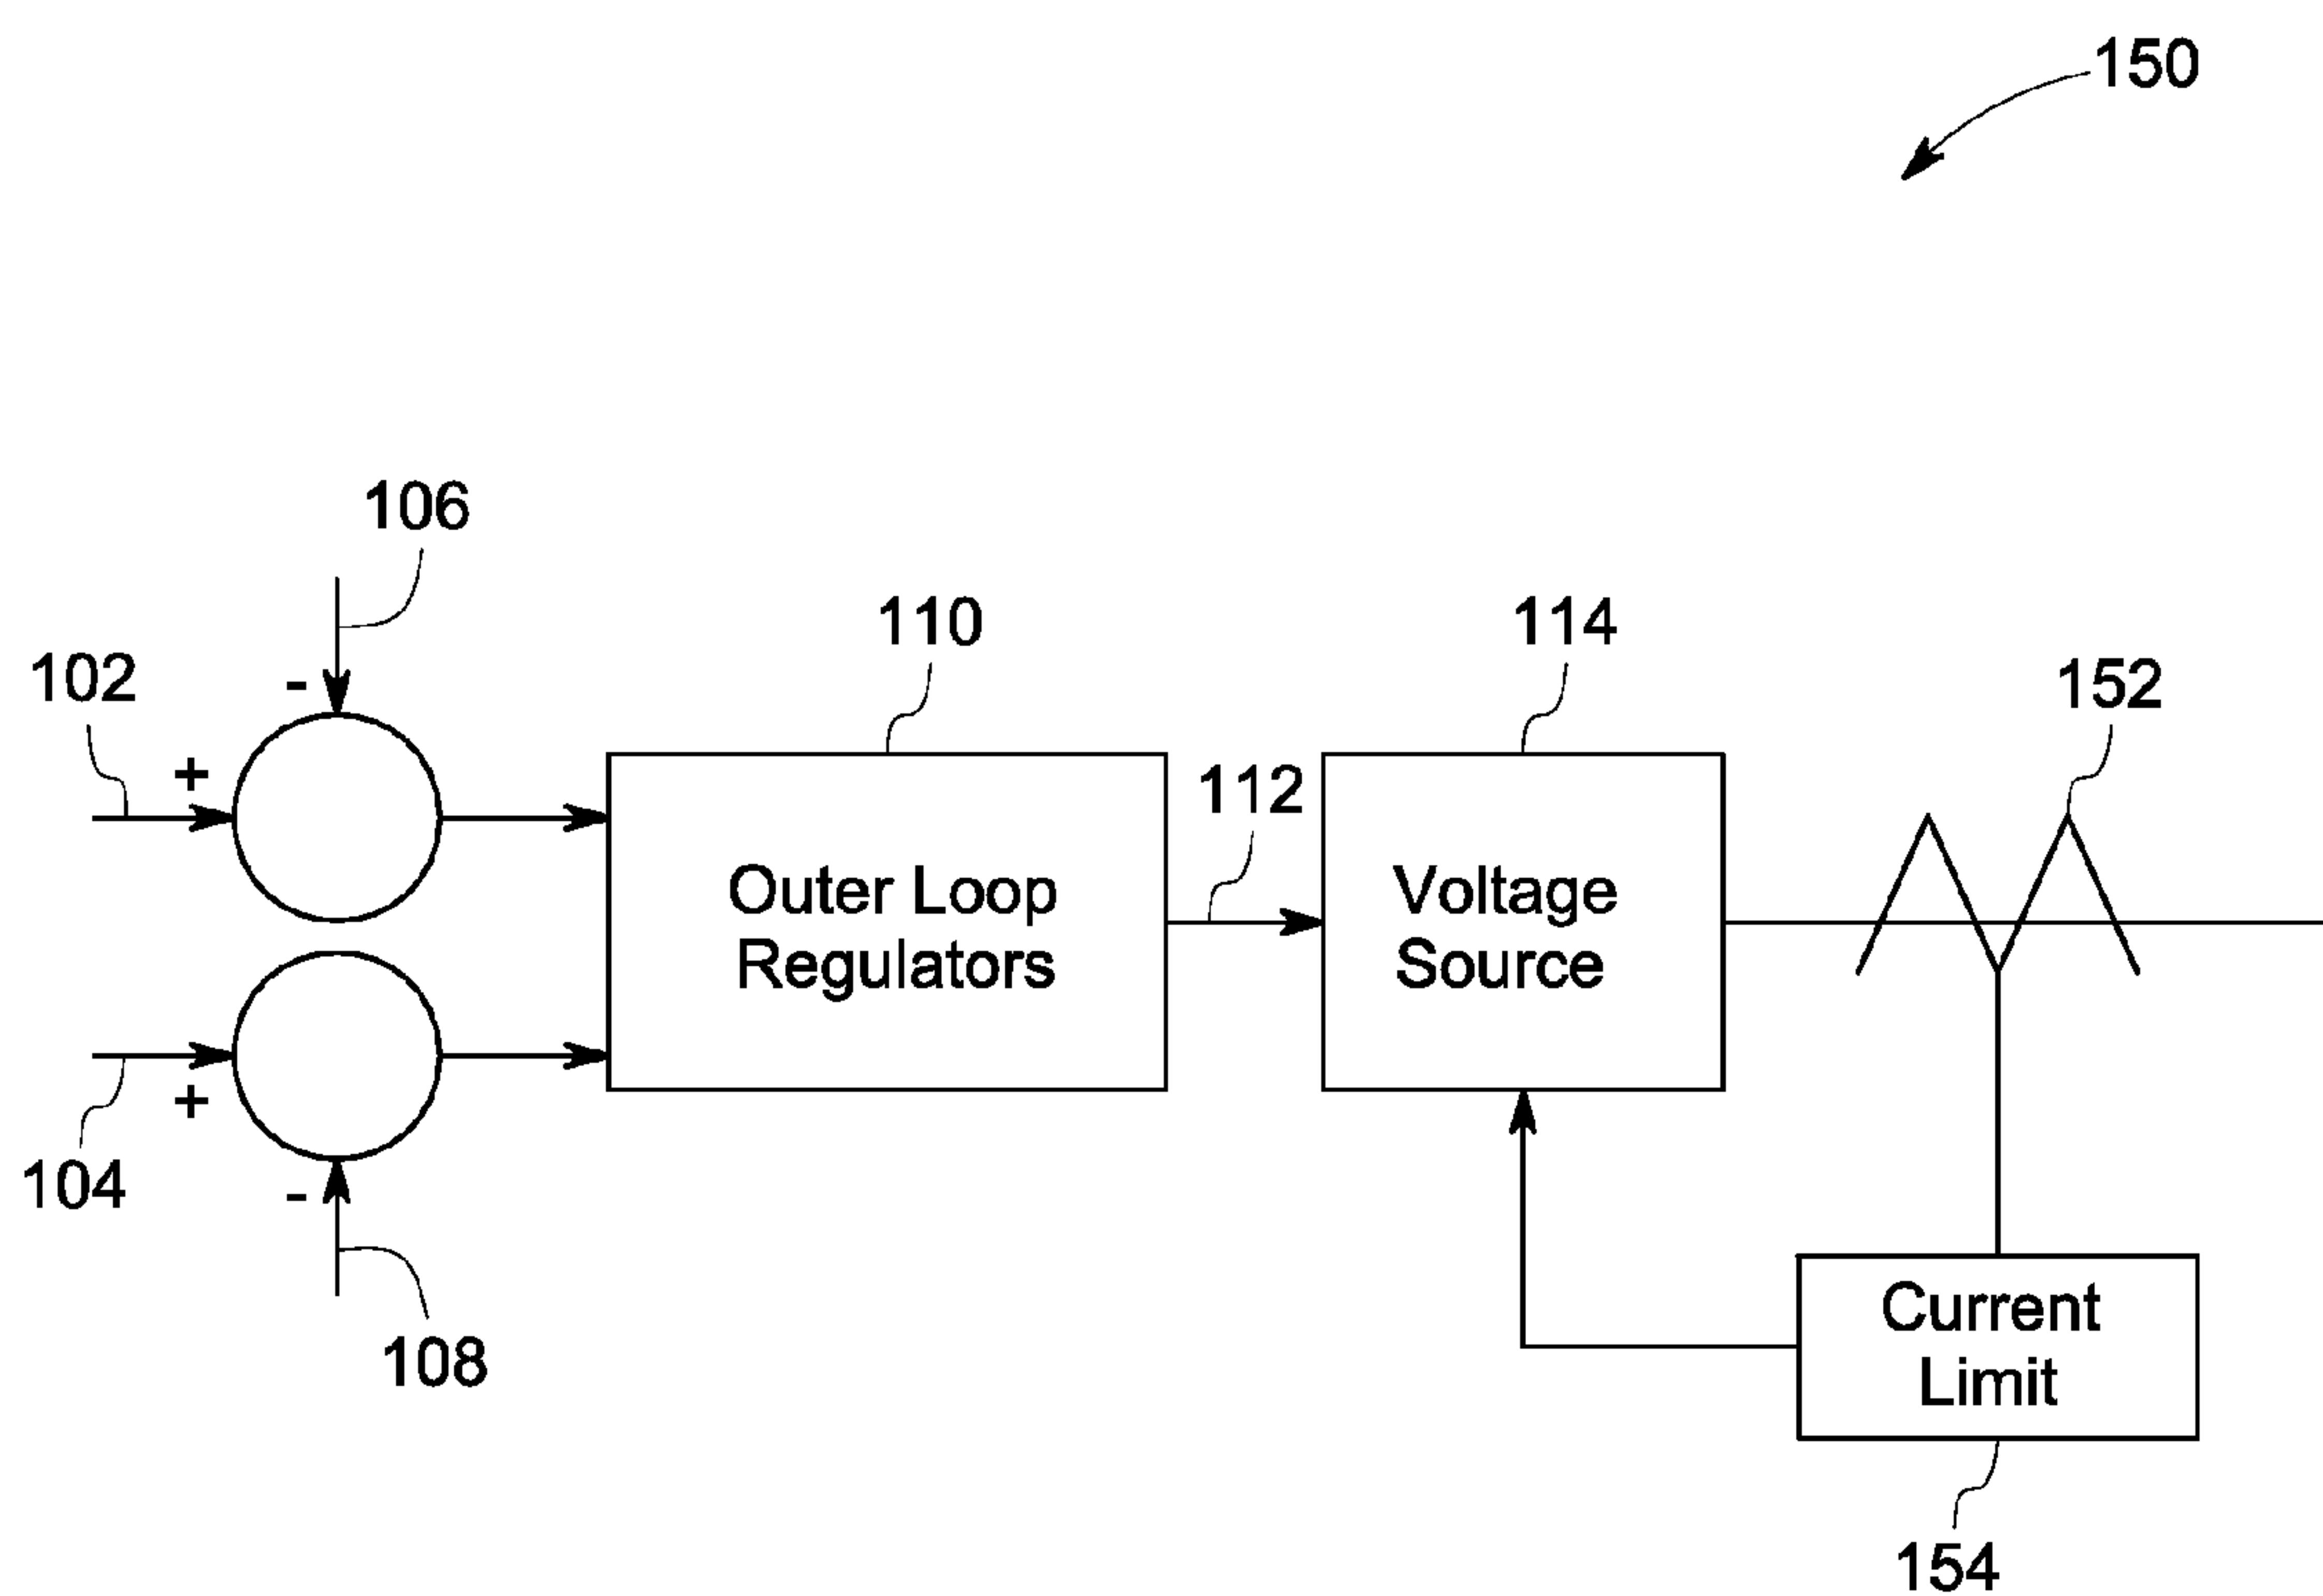 150
106
110
114
102
-
152
+
112
Outer Loop
Regulators
Voltage
Source
+
104
-
108
Current
Limit
154